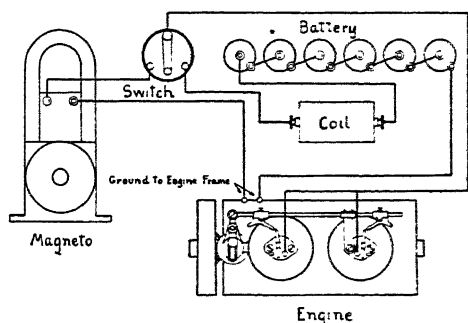 Battery
Switch
Coil
Ground to Engine Frame
Magneto
Engine